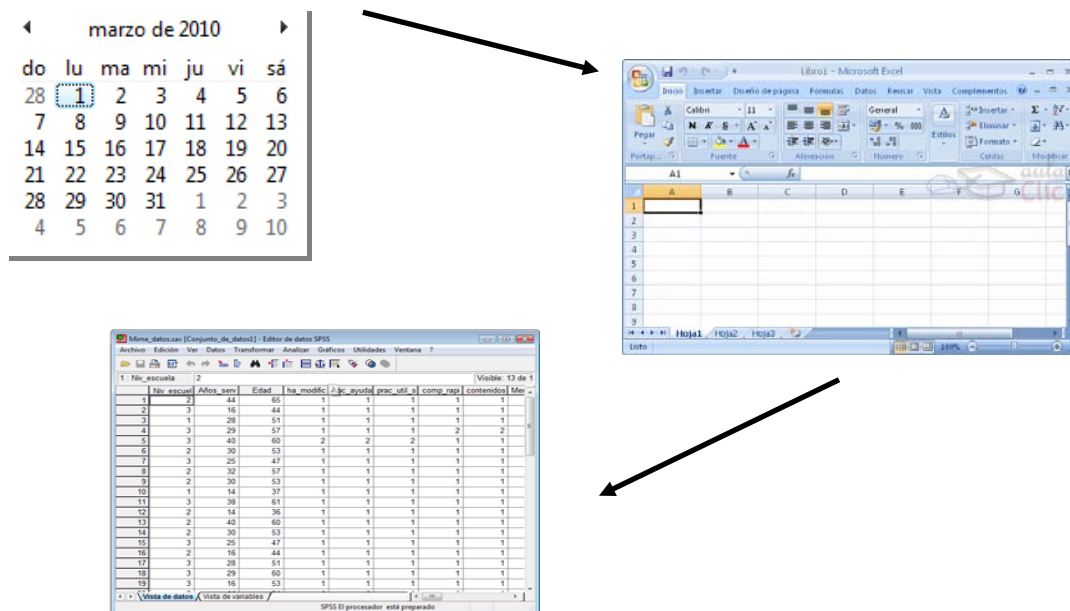 marzo de 2010
do lu ma mi ju vi sá
28 1 2 3 4 5 6
7 8 9 10 11 12 13
14 15 16 17 18 19 20
21 22 23 24 25 26 27
28 29 30 31 1 2 3
4 5 6 7 8 9 10
Libro1 - Microsoft Excel
Inicio Insertar Diseño de página Formulas Datos Revisar Vista Complementos
Calibri 11 General Insertar Σ
Pegar N K S A A % 000 Estilos Eliminar
Formato
Portap... Fuente Alineación Número Celdas Modificar
A1 fx
aula
Clic
A B C D E F G
1
2
3
4
5
6
7
8
9
Hoja1 Hoja2 Hoja3
Listo 100%
Mime_datos.sav [Conjunto_de_datos1] - Editor de datos SPSS
Archivo Edición Ver Datos Transformar Analizar Gráficos Utilidades Ventana ?
1 : Niv_escuela 2 Visible: 13 de 1
Niv_escuel Años_serv Edad ha_modific ac_ayuda prac_util_s comp_rapi contenidos Mer
1 2 44 65 1 1 1 1 1
2 3 16 44 1 1 1 1 1
3 1 28 51 1 1 1 1 1
4 3 29 57 1 1 1 2 2
5 3 40 60 2 2 2 1 1
6 2 30 53 1 1 1 1 1
7 3 25 47 1 1 1 1 1
8 2 32 57 1 1 1 1 1
9 2 30 53 1 1 1 1 1
10 1 14 37 1 1 1 1 1
11 3 38 61 1 1 1 1 1
12 2 14 36 1 1 1 1 1
13 2 40 60 1 1 1 1 1
14 2 30 53 1 1 1 1 1
15 3 25 47 1 1 1 1 1
16 2 16 44 1 1 1 1 1
17 3 28 51 1 1 1 1 1
18 3 29 60 1 1 1 1 1
19 3 16 53 1 1 1 1 1
Vista de datos Vista de variables
SPSS El procesador está preparado